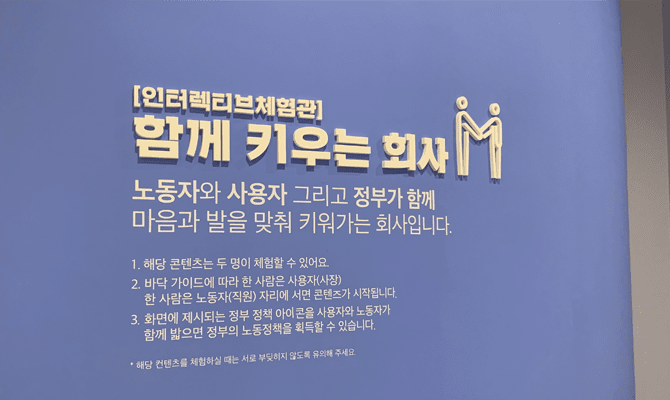 [인터렉티브체험관]
함께 키우는 회사
노동자와 사용자 그리고 정부가 함께
마음과 발을 맞춰 키워가는 회사입니다.
1. 해당 콘텐츠는 두 명이 체험할 수 있어요.
2. 바닥 가이드에 따라 한 사람은 사용자(사장)
한 사람은 노동자(직원) 자리에 서면 콘텐츠가 시작됩니다.
3. 화면에 제시되는 정부 정책 아이콘을 사용자와 노동자가
함께 밟으면 정부의 노동정책을 획득할 수 있습니다.
* 해당 컨텐츠를 체험하실 때는 서로 부딪히지 않도록 유의해 주세요.